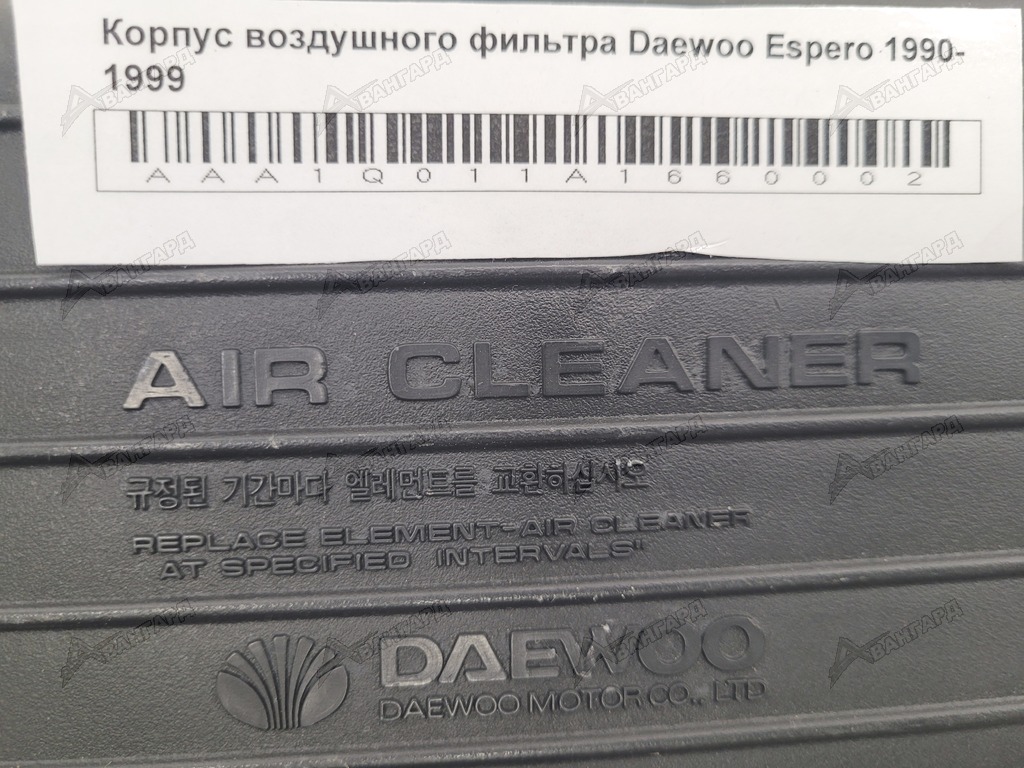 Корпус воздушного фильтра Daewoo Espero 1990-
1999
AAA1Q011A1660002
AIR CLEANER
규정된 기간마다 엘레먼트를 교환하십시오
REPLACE ELEMENT-AIR CLEANER
AT SPECIFIED INTERVALS"
DAEWOO
DAEWOO MOTOR CO., LTD
АВАНГАРД